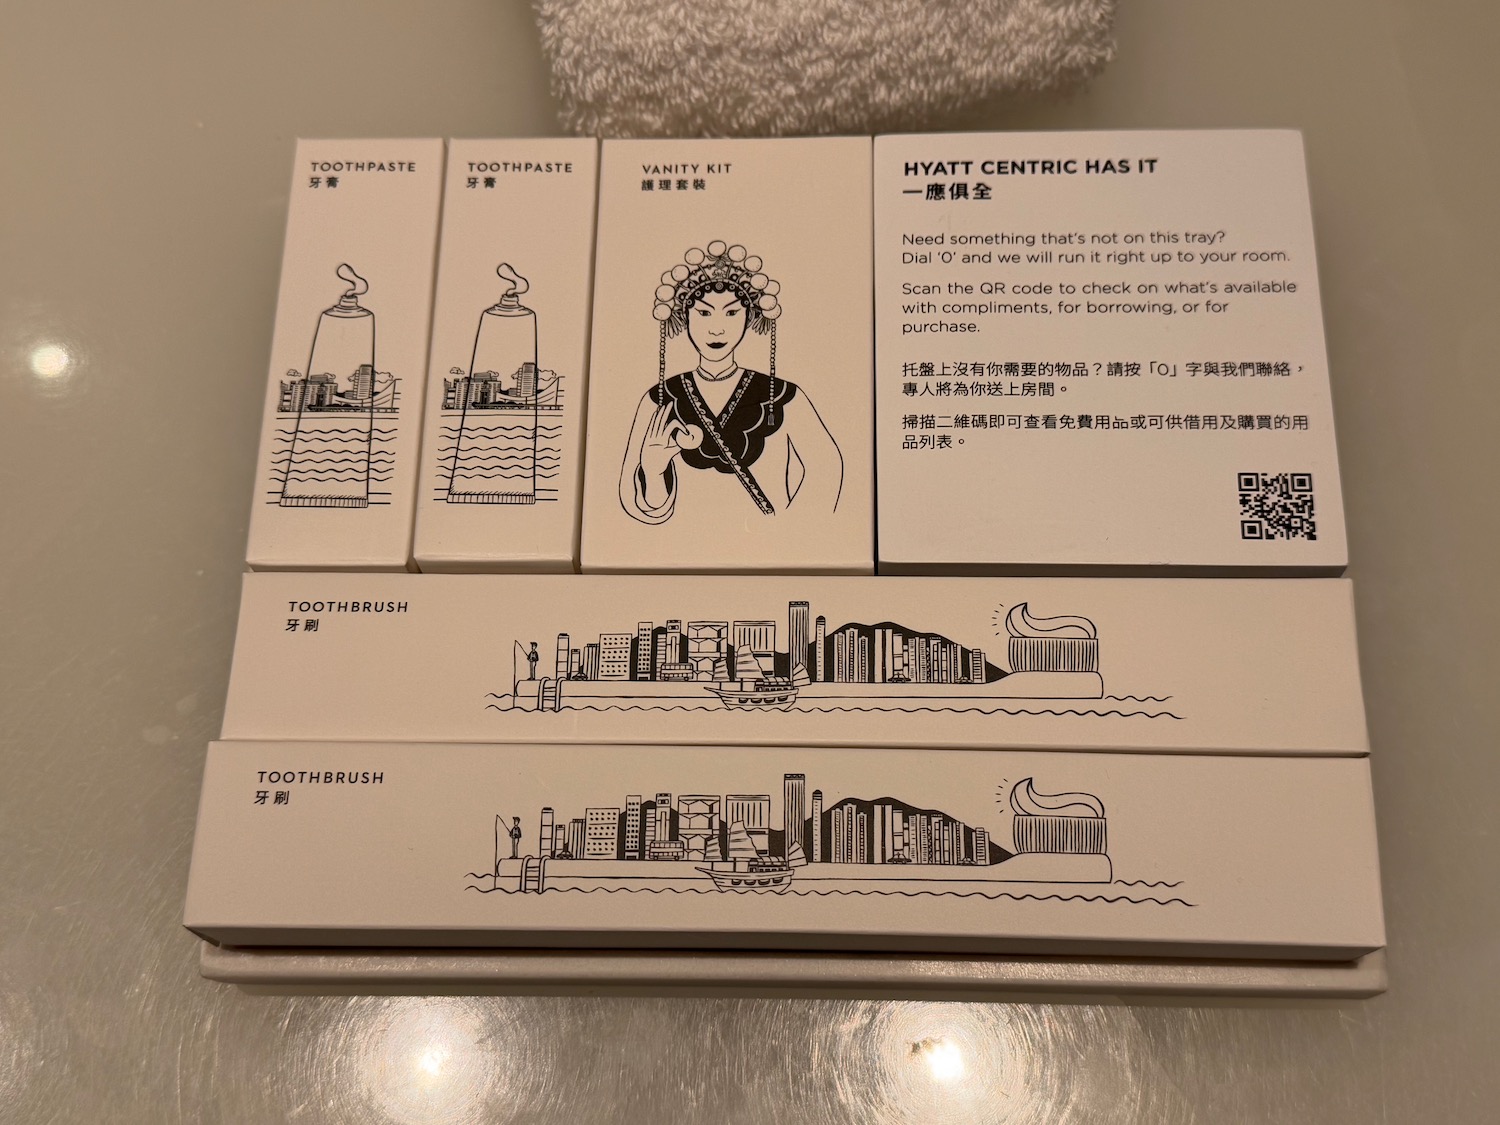 TOOTHPASTE
牙膏
TOOTHPASTE
牙膏
VANITY KIT
護理套裝
HYATT CENTRIC HAS IT
一應俱全
Need something that's not on this tray?
Dial '0' and we will run it right up to your room.
Scan the QR code to check on what's available
with compliments, for borrowing, or for
purchase.
托盤上沒有你需要的物品？請按「0」字與我們聯絡，
專人將為你送上房間。
掃描二維碼即可查看免費用品或可供借用及購買的用
品列表。
TOOTHBRUSH
牙刷
TOOTHBRUSH
牙刷